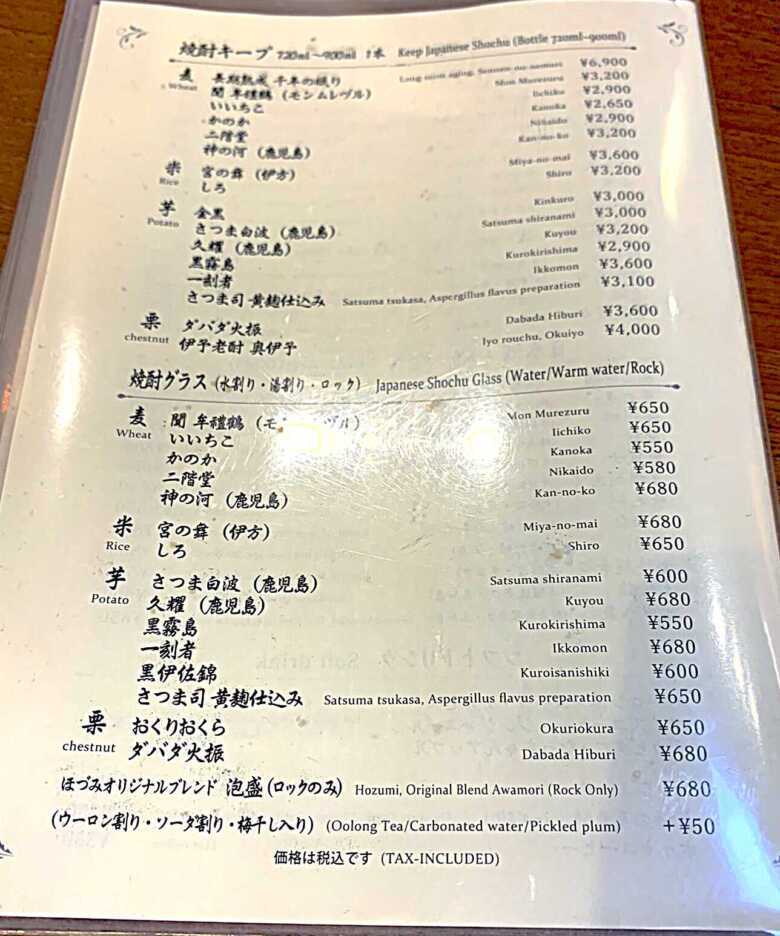 焼酎キープ 720ml～900ml 1本 Keep Japanese Shochu (Bottle 720ml~900ml)
麦 長期熟成 千年の眠り Long-term aging, Sennen-no-nemuri ¥6,900
Wheat 聞 牟禮鶴 (モンムレヅル) Mon Murezuru ¥3,200
いいちこ Iichiko ¥2,900
かのか Kanoka ¥2,650
二階堂 Nikaido ¥2,900
神の河 (鹿児島) Kan-no-ko ¥3,200
米 宮の舞 (伊方) Miya-no-mai ¥3,600
Rice しろ Shiro ¥3,200
芋 金黒 Kinkuro ¥3,000
Potato さつま白波 (鹿児島) Satsuma shiranami ¥3,000
久耀 (鹿児島) Kuyou ¥3,200
黒霧島 Kurokirishima ¥2,900
一刻者 Ikkomon ¥3,600
さつま司 黄麹仕込み Satsuma tsukasa, Aspergillus flavus preparation ¥3,100
栗 ダバダ火振 Dabada Hiburi ¥3,600
chestnut 伊予老酎 奥伊予 Iyo rouchu, Okuiyo ¥4,000
焼酎グラス (水割り・湯割り・ロック) Japanese Shochu Glass (Water/Warm water/Rock)
麦 聞 牟禮鶴 (モ ヅル) Mon Murezuru ¥650
Wheat いいちこ Iichiko ¥650
かのか Kanoka ¥550
二階堂 Nikaido ¥580
神の河 (鹿児島) Kan-no-ko ¥680
米 宮の舞 (伊方) Miya-no-mai ¥680
Rice しろ Shiro ¥650
芋 さつま白波 (鹿児島) Satsuma shiranami ¥600
Potato 久耀 (鹿児島) Kuyou ¥680
黒霧島 Kurokirishima ¥550
一刻者 Ikkomon ¥680
黒伊佐錦 Kuroisanishiki ¥600
さつま司 黄麹仕込み Satsuma tsukasa, Aspergillus flavus preparation ¥650
栗 おくりおくら Okuriokura ¥650
chestnut ダバダ火振 Dabada Hiburi ¥680
ほづみオリジナルブレンド 泡盛 (ロックのみ) Hozumi, Original Blend Awamori (Rock Only) ¥680
(ウーロン割り・ソーダ割り・梅干し入り) (Oolong Tea/Carbonated water/Pickled plum) +¥50
価格は税込です (TAX-INCLUDED)